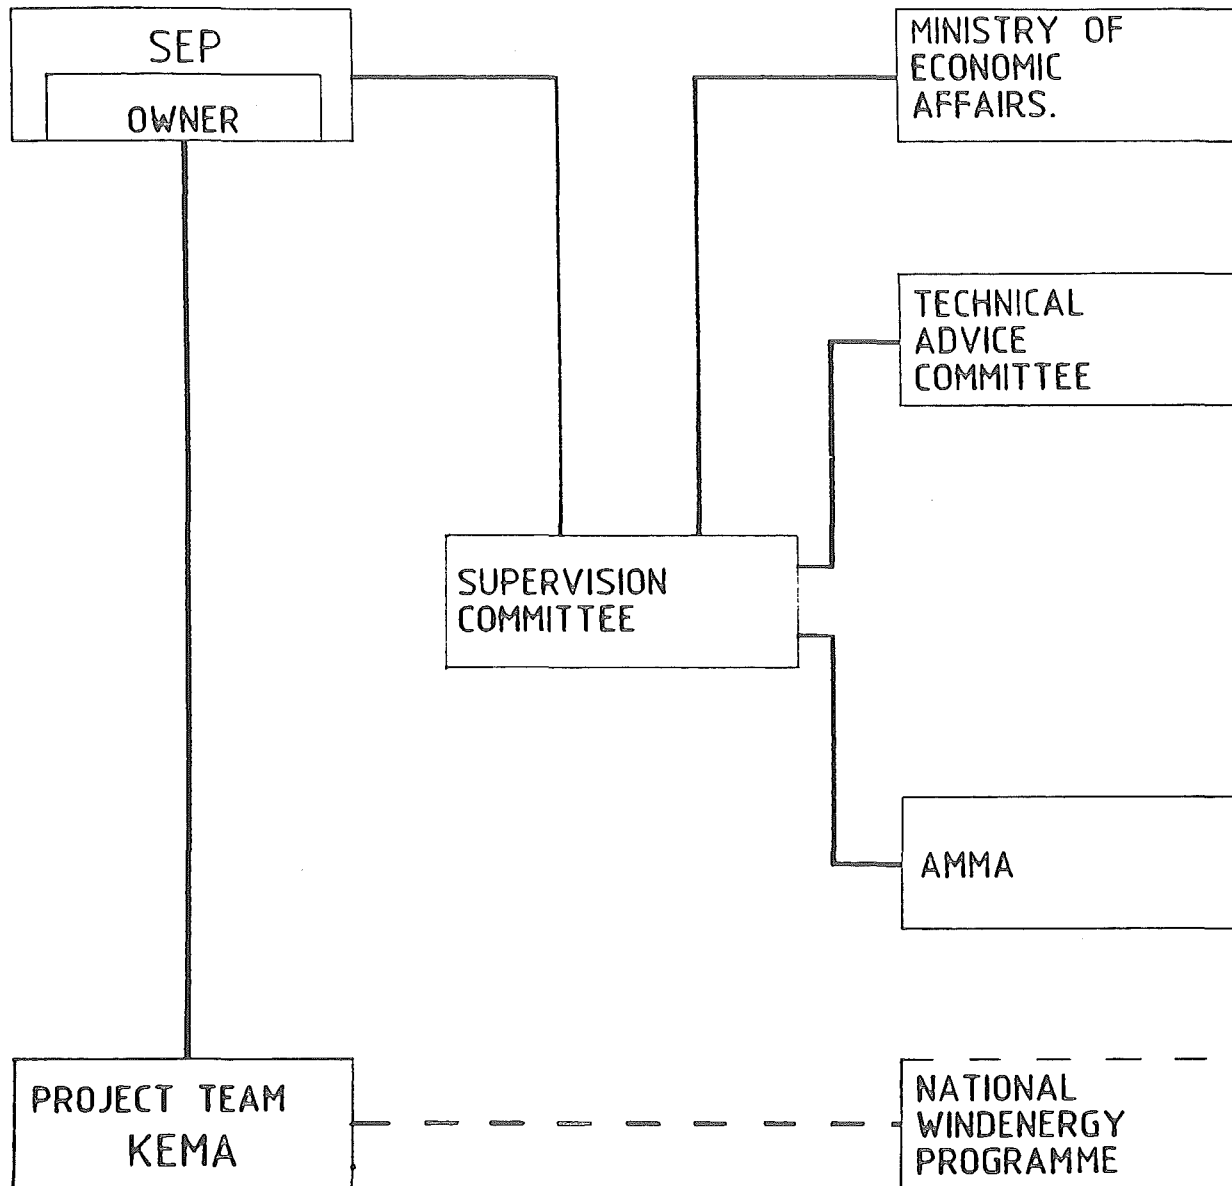 SEP
OWNER
MINISTRY OF
ECONOMIC
AFFAIRS.
TECHNICAL
ADVICE
COMMITTEE
SUPERVISION
COMMITTEE
AMMA
PROJECT TEAM
KEMA
NATIONAL
WINDENERGY
PROGRAMME